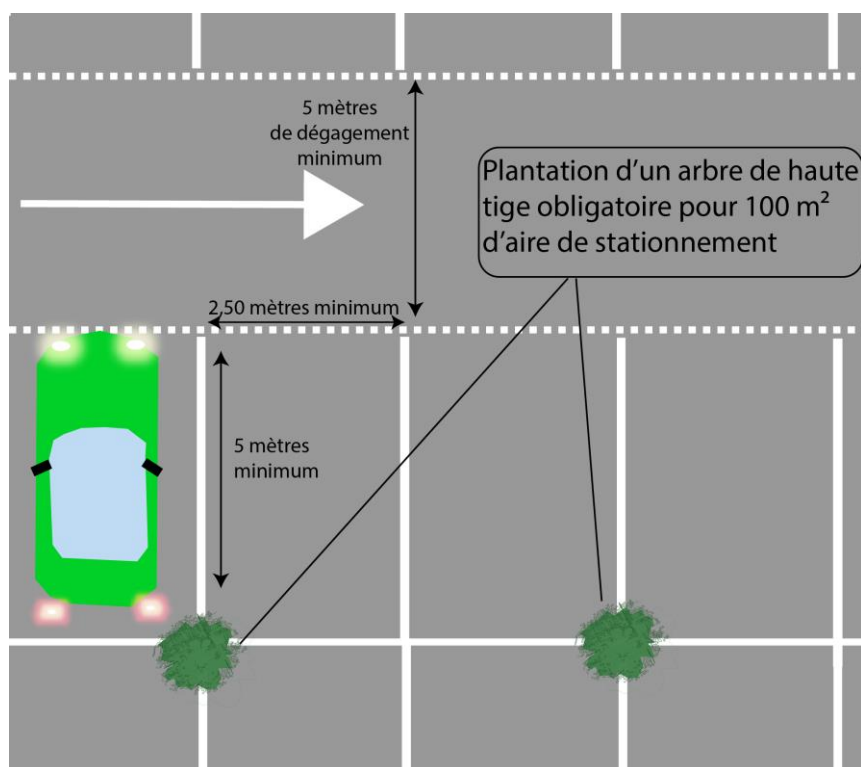 5 mètres
de dégagement
minimum
Plantation d’un arbre de haute
tige obligatoire pour 100 m²
d’aire de stationnement
2,50 mètres minimum
5 mètres
minimum